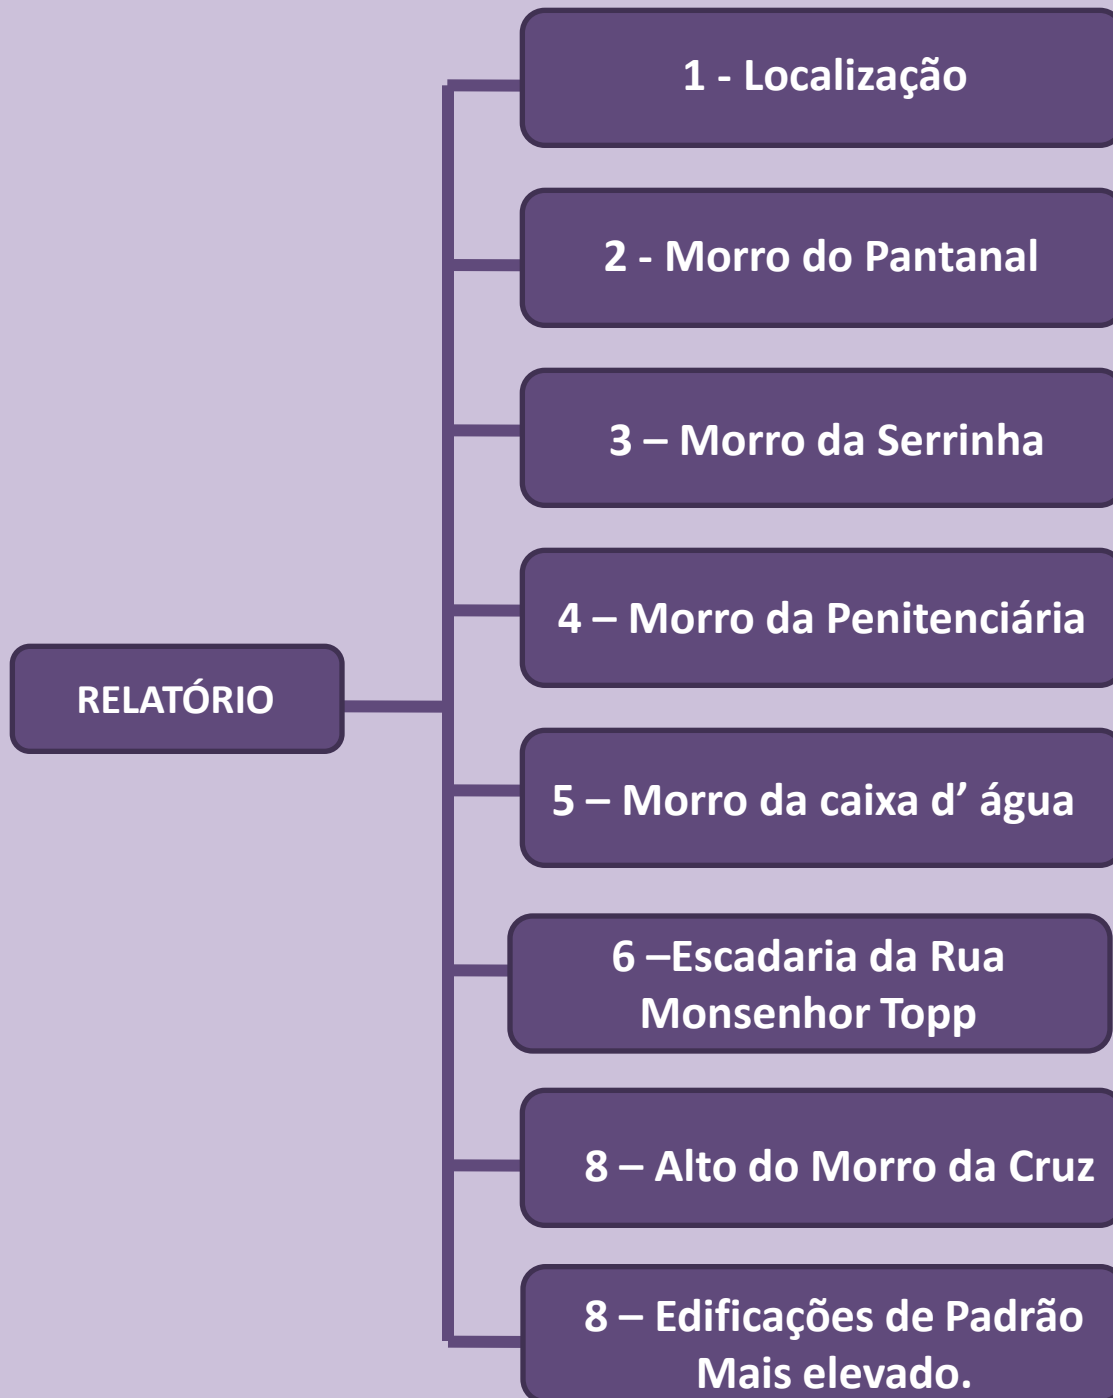 1 - Localização
2 - Morro do Pantanal
3 – Morro da Serrinha
4 – Morro da Penitenciária
RELATÓRIO
5 – Morro da caixa d’ água
6 –Escadaria da Rua
Monsenhor Topp
8 – Alto do Morro da Cruz
8 – Edificações de Padrão
Mais elevado.